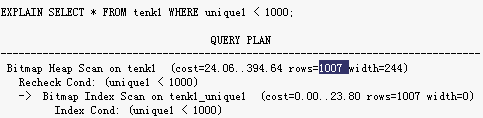 EXPLAIN SELECT * FROM tenk1 WHERE unique1 < 1000;
QUERY PLAN
--------------------------------------------------------------------------------
Bitmap Heap Scan on tenk1 (cost=24.06..394.64 rows=1007 width=244)
Recheck Cond: (unique1 < 1000)
-> Bitmap Index Scan on tenk1_unique1 (cost=0.00..23.80 rows=1007 width=0)
Index Cond: (unique1 < 1000)